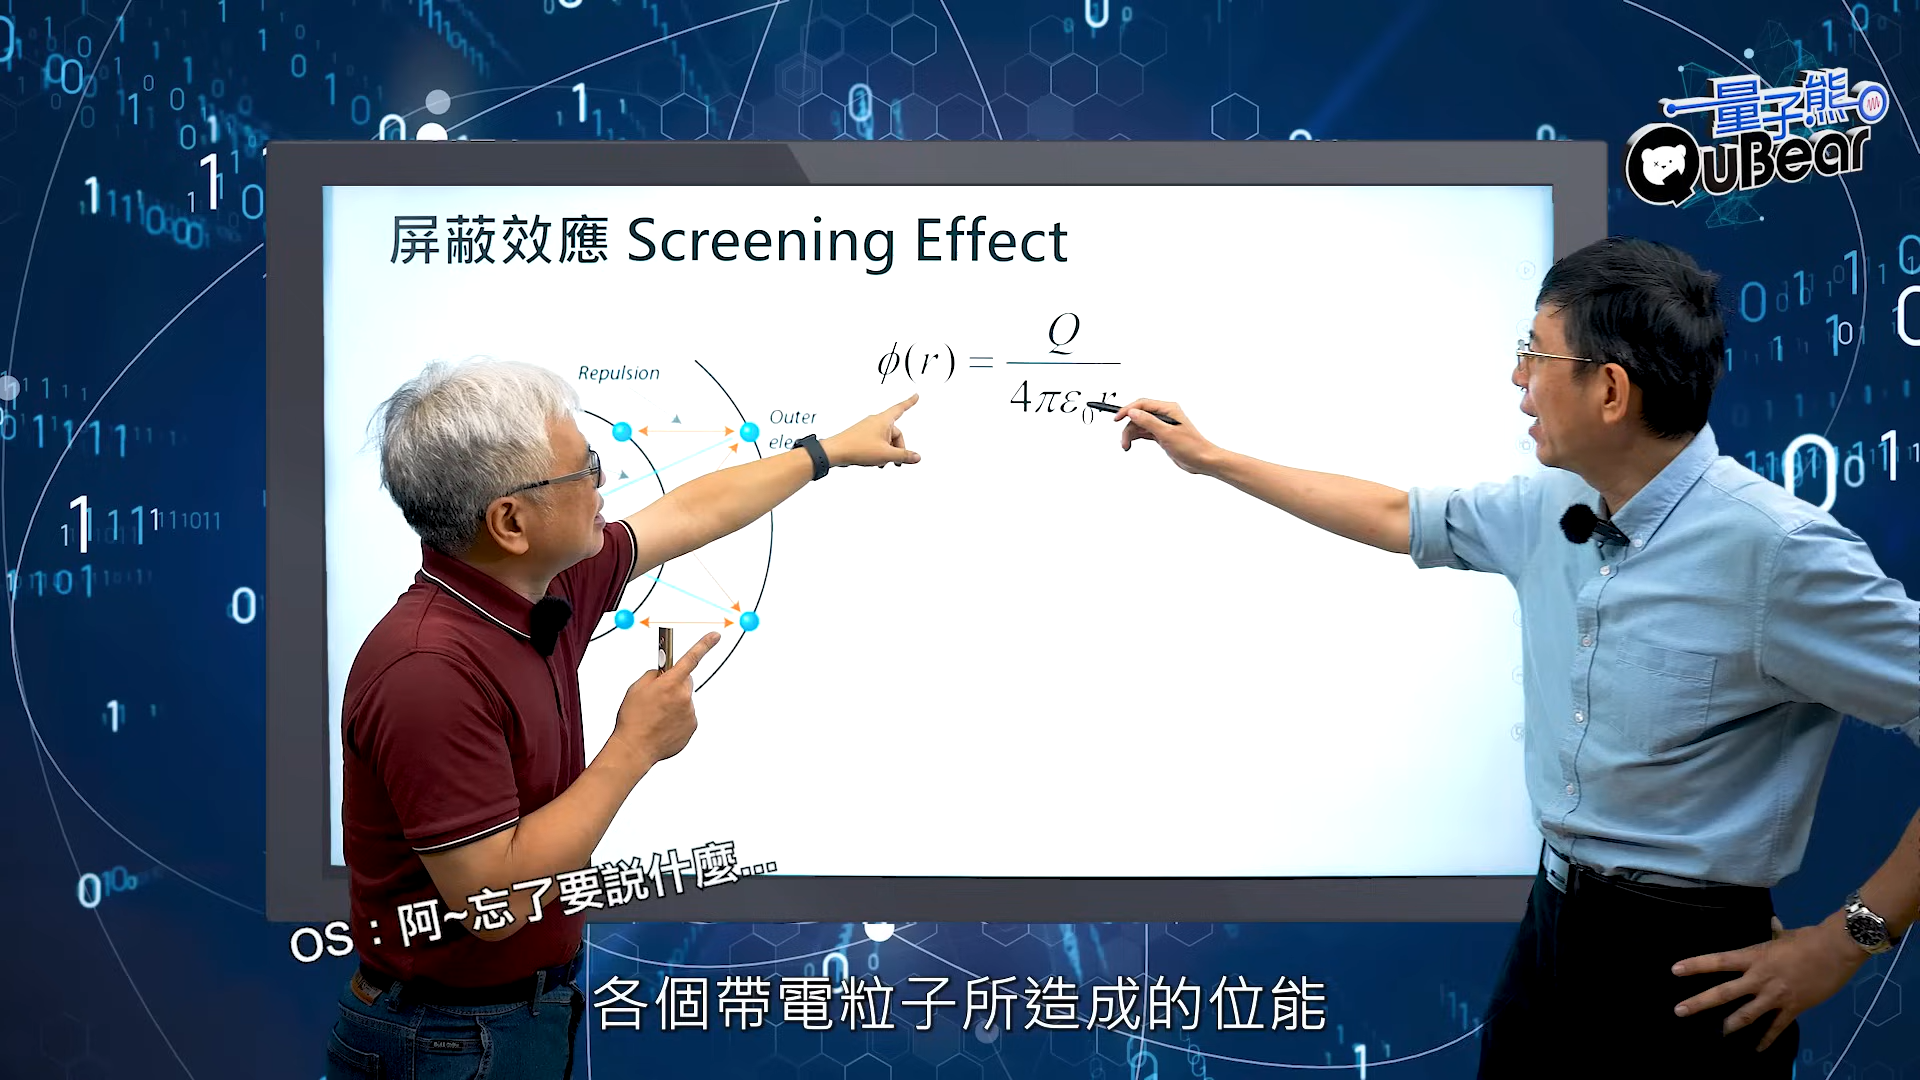 量子熊
QuBear
屏蔽效應 Screening Effect
Repulsion
Outer
ϕ(r) = Q / 4πε₀r
OS：阿~忘了要説什麼...
各個帶電粒子所造成的位能